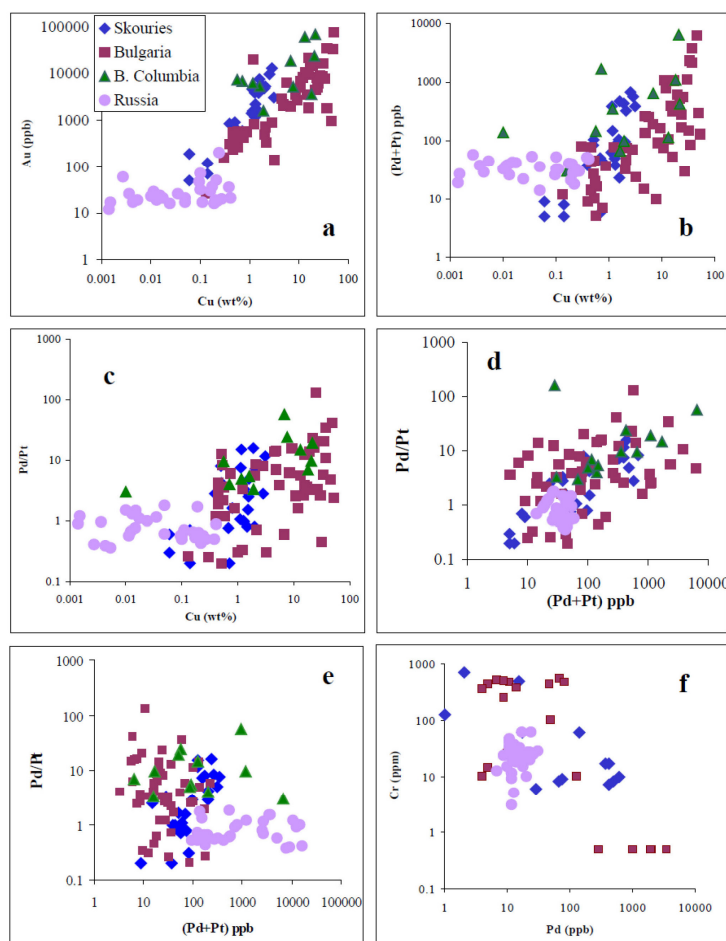 Skouries
Bulgaria
B. Columbia
Russia
100000
10000
1000
100
10
1
Au (ppb)
0.001 0.01 0.1 1 10 100
Cu (wt%)
a
10000
1000
100
10
1
(Pd+Pt) ppb
0.001 0.01 0.1 1 10 100
Cu (wt%)
b
1000
100
10
1
0.1
Pd/Pt
0.001 0.01 0.1 1 10 100
Cu (wt%)
c
1000
100
10
1
0.1
Pd/Pt
1 10 100 1000 10000
(Pd+Pt) ppb
d
1000
100
10
1
0.1
Pd/Pt
1 10 100 1000 10000 100000
(Pd+Pt) ppb
e
1000
100
10
1
0.1
Cr (ppm)
1 10 100 1000 10000
Pd (ppb)
f